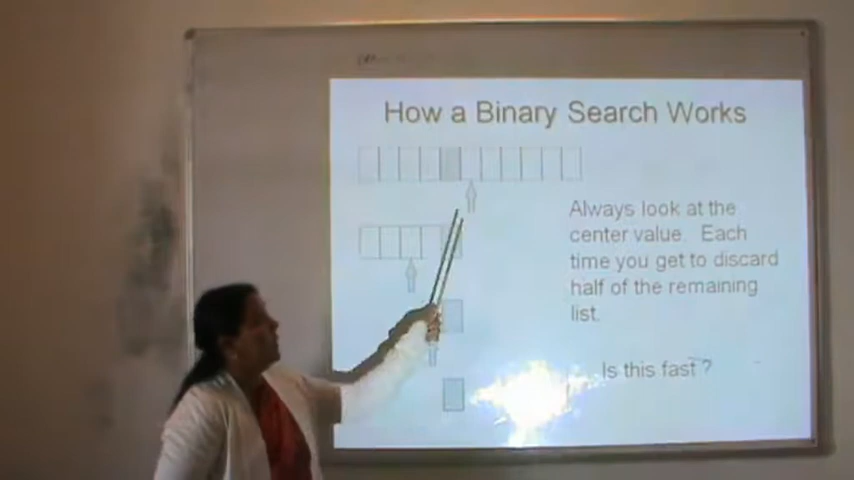 How a Binary Search Works
Always look at the
center value. Each
time you get to discard
half of the remaining
list.
Is this fast ?